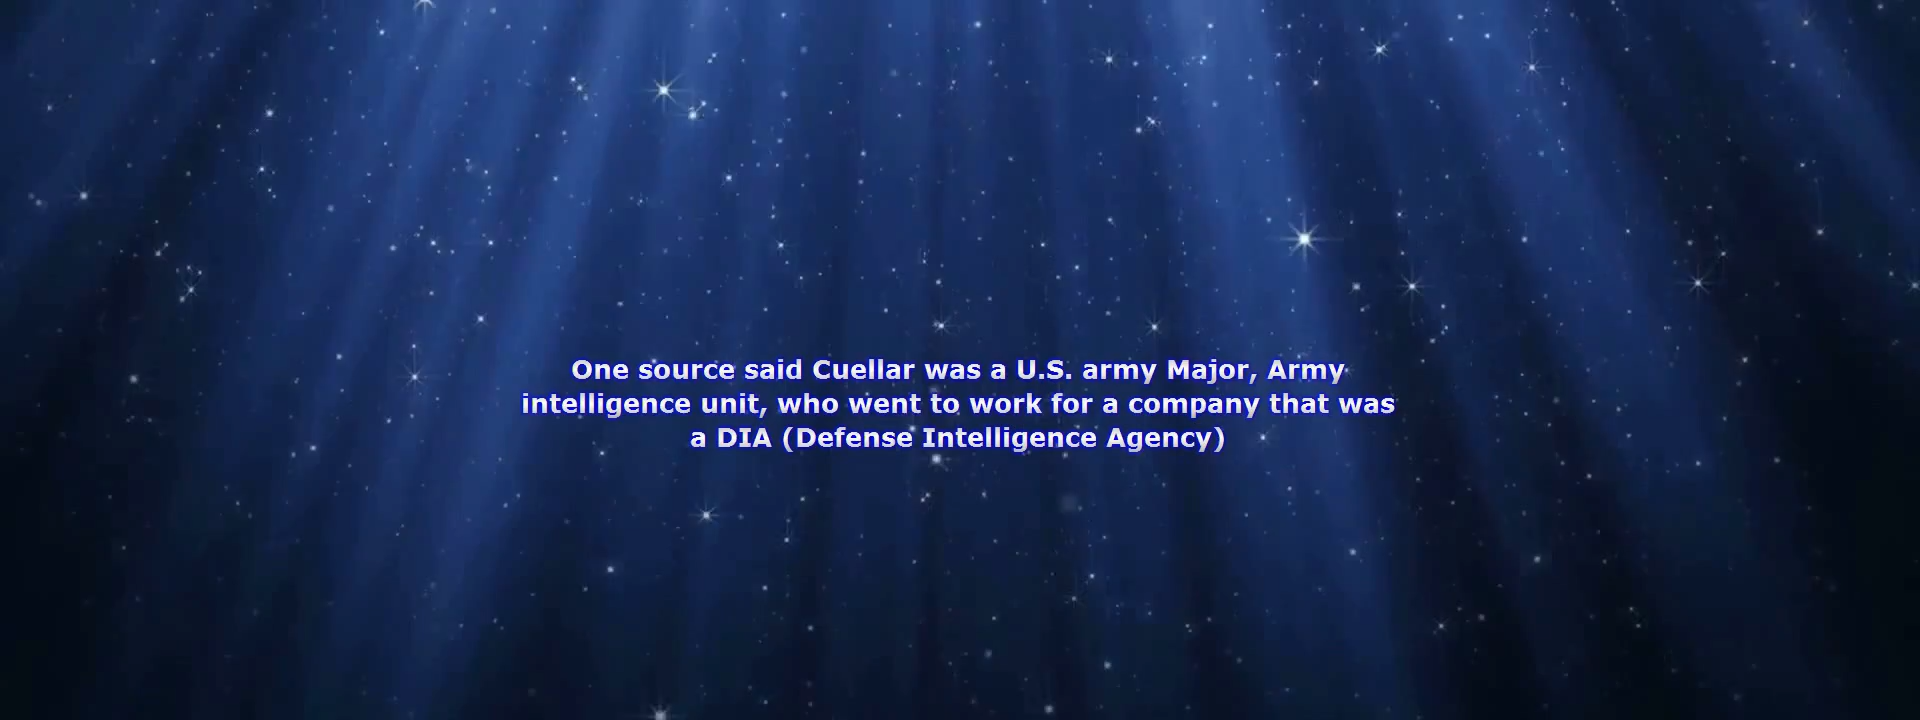 One source said Cuellar was a U.S. army Major, Army
intelligence unit, who went to work for a company that was
a DIA (Defense Intelligence Agency)